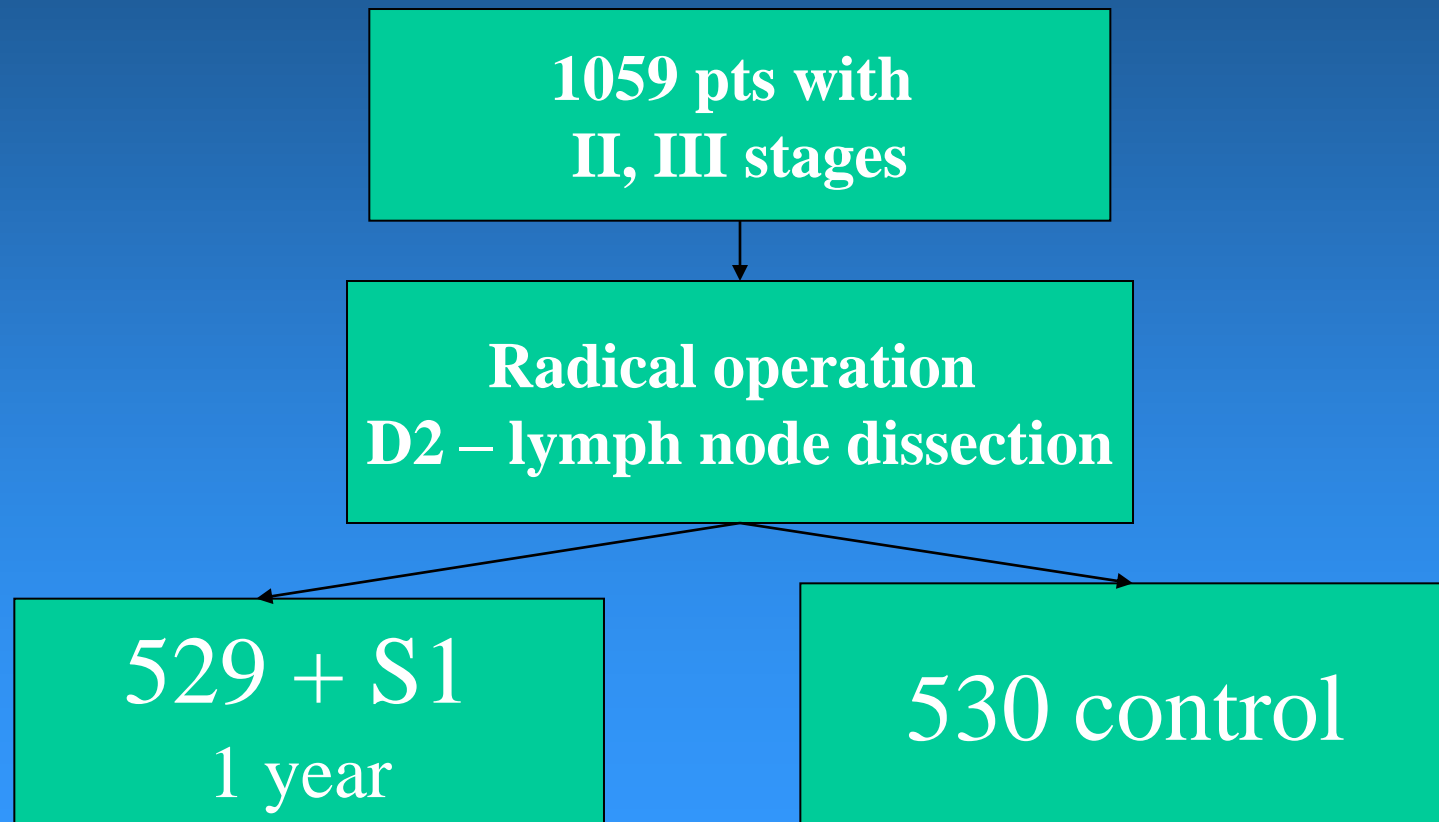 1059 pts with
II, III stages
Radical operation
D2 – lymph node dissection
529 + S1
1 year
530 control